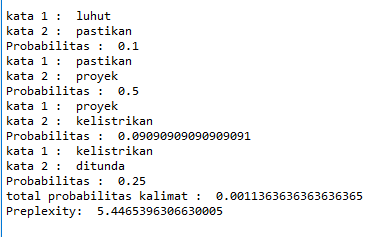 kata 1 :  luhut
kata 2 :  pastikan
Probabilitas :  0.1
kata 1 :  pastikan
kata 2 :  proyek
Probabilitas :  0.5
kata 1 :  proyek
kata 2 :  kelistrikan
Probabilitas :  0.09090909090909091
kata 1 :  kelistrikan
kata 2 :  ditunda
Probabilitas :  0.25
total probabilitas kalimat :  0.0011363636363636365
Preplexity:  5.4465396306630005